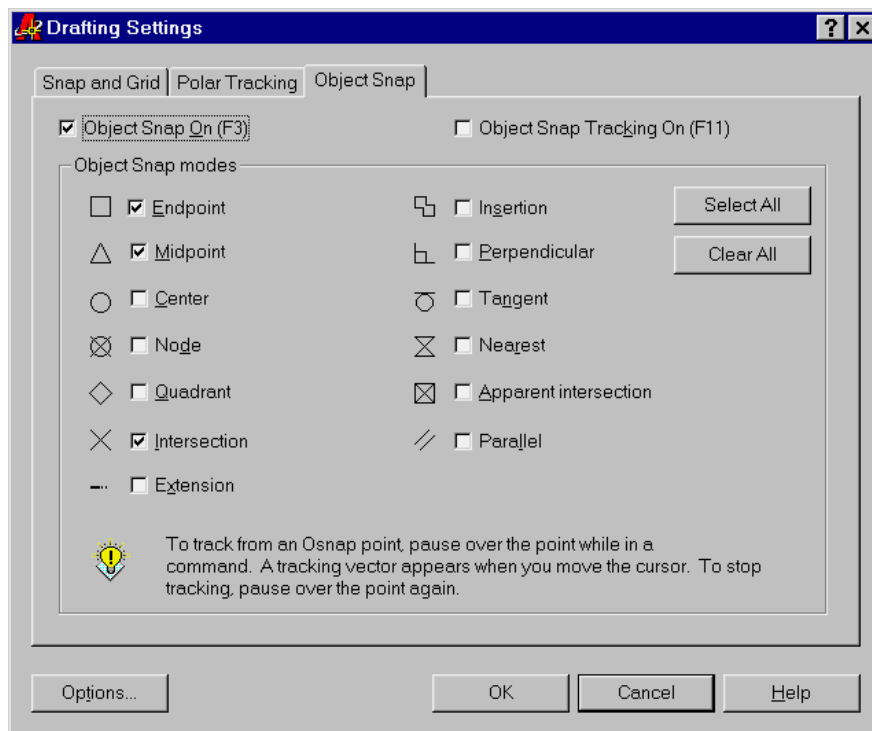 Drafting Settings
Snap and Grid Polar Tracking Object Snap
Object Snap On (F3) Object Snap Tracking On (F11)
Object Snap modes
Endpoint Insertion Select All
Midpoint Perpendicular Clear All
Center Tangent
Node Nearest
Quadrant Apparent intersection
Intersection Parallel
Extension
To track from an Osnap point, pause over the point while in a
command. A tracking vector appears when you move the cursor. To stop
tracking, pause over the point again.
Options... OK Cancel Help